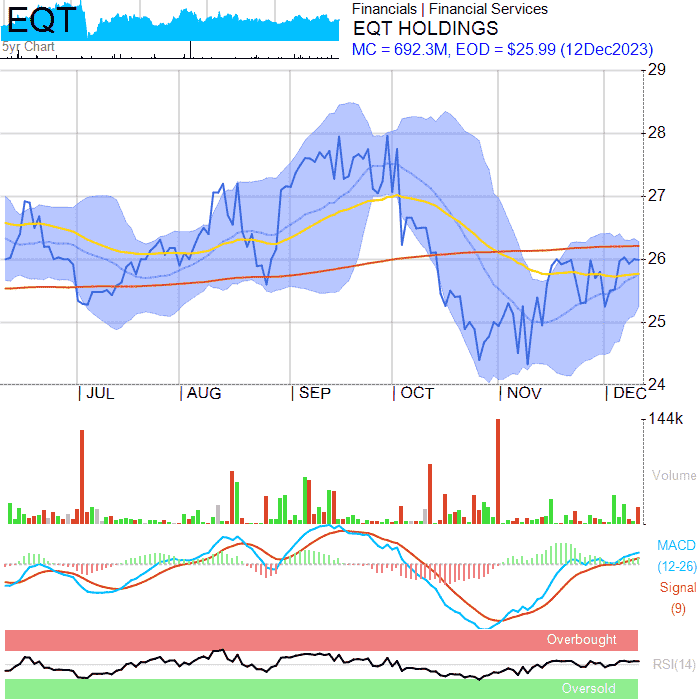 EQT
5yr Chart
Financials | Financial Services
EQT HOLDINGS
MC = 692.3M, EOD = $25.99 (12Dec2023)
29
28
27
26
25
24
JUL AUG SEP OCT NOV DEC
144k
Volume
MACD
(12-26)
Signal
(9)
Overbought
RSI(14)
Oversold